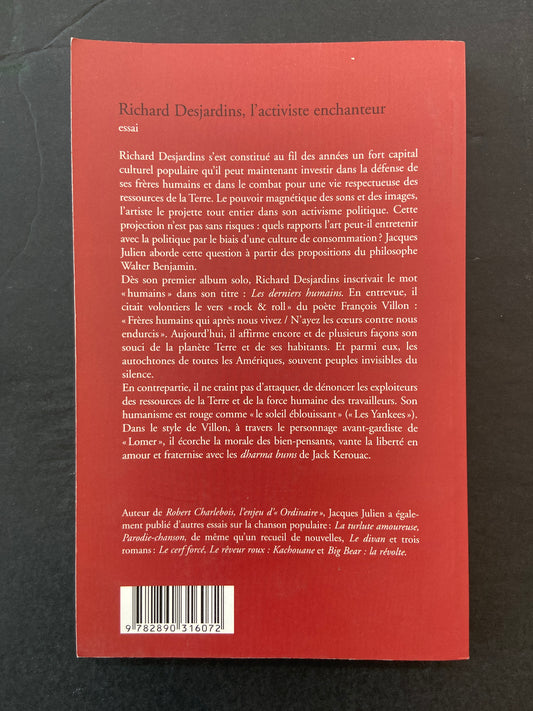 Richard Desjardins, l'activiste enchanteur
essai
Richard Desjardins s'est constitué au fil des années un fort capital
culturel populaire qu'il peut maintenant investir dans la défense de
ses frères humains et dans le combat pour une vie respectueuse des
ressources de la Terre. Le pouvoir magnétique des sons et des images,
l'artiste le projette tout entier dans son activisme politique. Cette
projection n'est pas sans risques : quels rapports l'art peut-il entretenir
avec la politique par le biais d'une culture de consommation ? Jacques
Julien aborde cette question à partir des propositions du philosophe
Walter Benjamin.
Dès son premier album solo, Richard Desjardins inscrivait le mot
« humains » dans son titre : Les derniers humains. En entrevue, il
citait volontiers le vers « rock & roll » du poète François Villon :
« Frères humains qui après nous vivez / N'ayez les cœurs contre nous
endurcis ». Aujourd'hui, il affirme encore et de plusieurs façons son
souci de la planète Terre et de ses habitants. Et parmi eux, les
autochtones de toutes les Amériques, souvent peuples invisibles du
silence.
En contrepartie, il ne craint pas d'attaquer, de dénoncer les exploiteurs
des ressources de la Terre et de la force humaine des travailleurs. Son
humanisme est rouge comme « le soleil éblouissant » (« Les Yankees »).
Dans le style de Villon, à travers le personnage avant-gardiste de
« Lomer », il écorche la morale des bien-pensants, vante la liberté en
amour et fraternise avec les dharma bums de Jack Kerouac.
Auteur de Robert Charlebois, l'enjeu d'« Ordinaire », Jacques Julien a égale-
ment publié d'autres essais sur la chanson populaire : La turlute amoureuse,
Parodie-chanson, de même qu'un recueil de nouvelles, Le divan et trois
romans : Le cerf forcé, Le rêveur roux : Kachouane et Big Bear : la révolte.
9 782890 316072